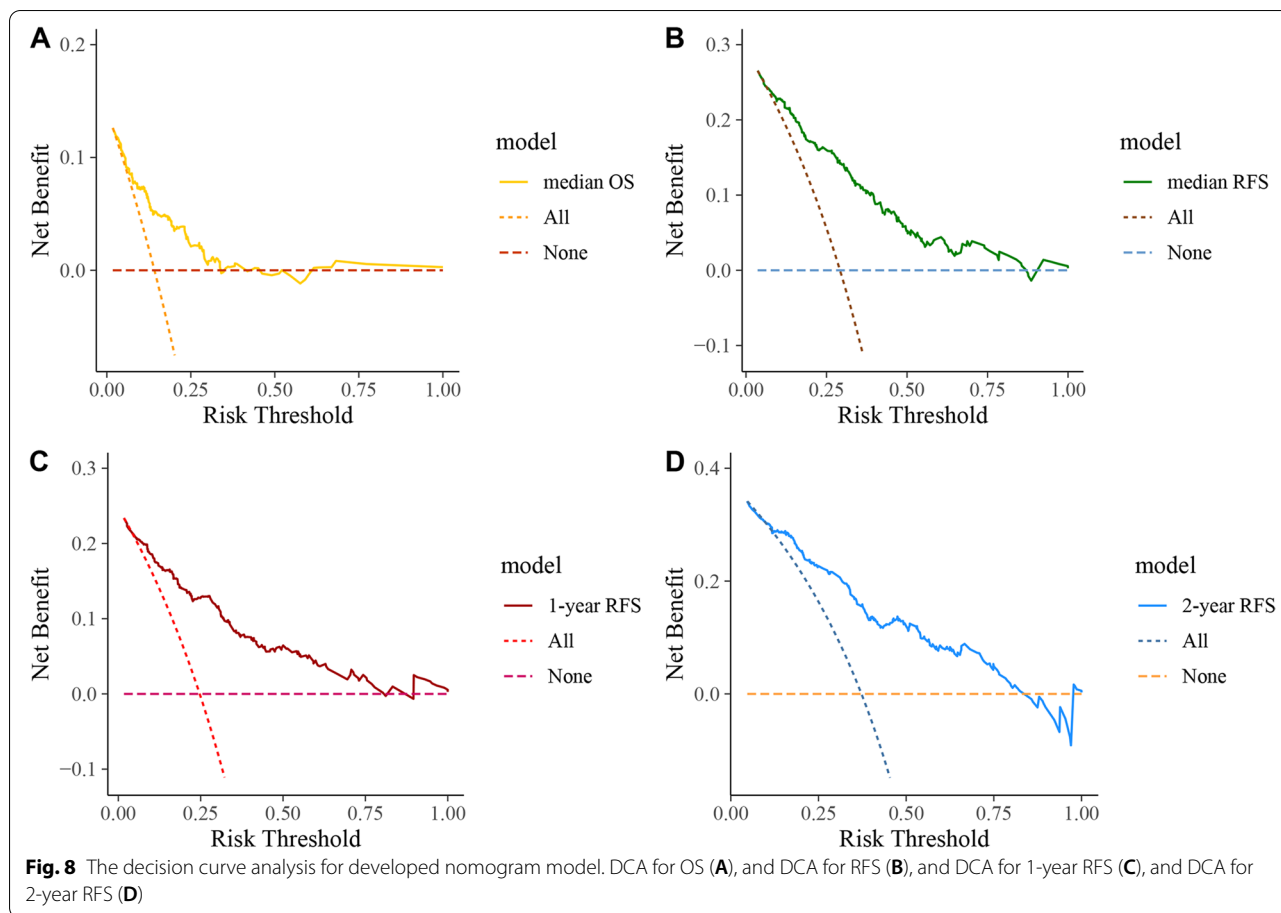 A
0.2
0.1
0.0
Net Benefit
0.00 0.25 0.50 0.75 1.00
Risk Threshold
model
median OS
All
None
B
0.3
0.2
0.1
0.0
−0.1
Net Benefit
0.00 0.25 0.50 0.75 1.00
Risk Threshold
model
median RFS
All
None
C
0.3
0.2
0.1
0.0
−0.1
Net Benefit
0.00 0.25 0.50 0.75 1.00
Risk Threshold
model
1-year RFS
All
None
D
0.4
0.2
0.0
Net Benefit
0.00 0.25 0.50 0.75 1.00
Risk Threshold
model
2-year RFS
All
None
Fig. 8 The decision curve analysis for developed nomogram model. DCA for OS (A), and DCA for RFS (B), and DCA for 1-year RFS (C), and DCA for
2-year RFS (D)